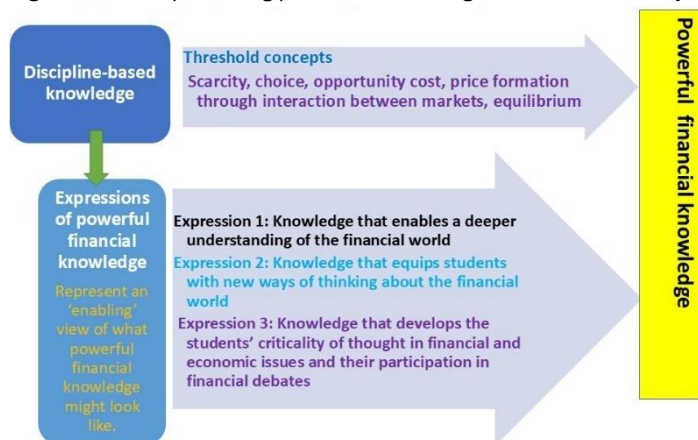 Discipline-based
knowledge
Threshold concepts
Scarcity, choice, opportunity cost, price formation
through interaction between markets, equilibrium
Expressions
of powerful
financial
knowledge
Represent an
‘enabling’
view of what
powerful
financial
knowledge
might look
like.
Expression 1: Knowledge that enables a deeper
understanding of the financial world
Expression 2: Knowledge that equips students
with new ways of thinking about the financial
world
Expression 3: Knowledge that develops the
students’ criticality of thought in financial and
economic issues and their participation in
financial debates
Powerful financial knowledge